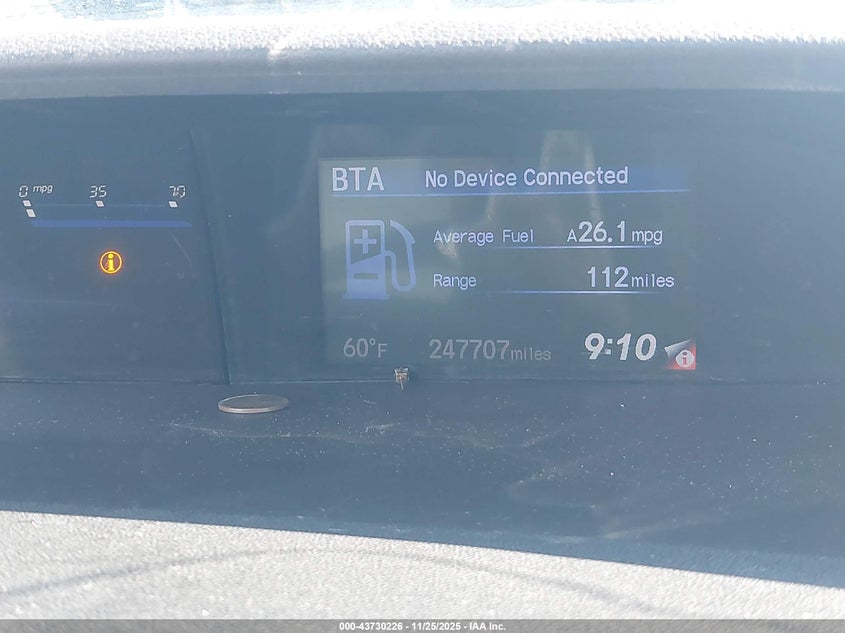 0 mpg 35 70
BTA No Device Connected
Average Fuel A26.1 mpg
Range 112 miles
60°F 247707 miles 9:10
000-43730226 - 11/25/2025 - IAA Inc.